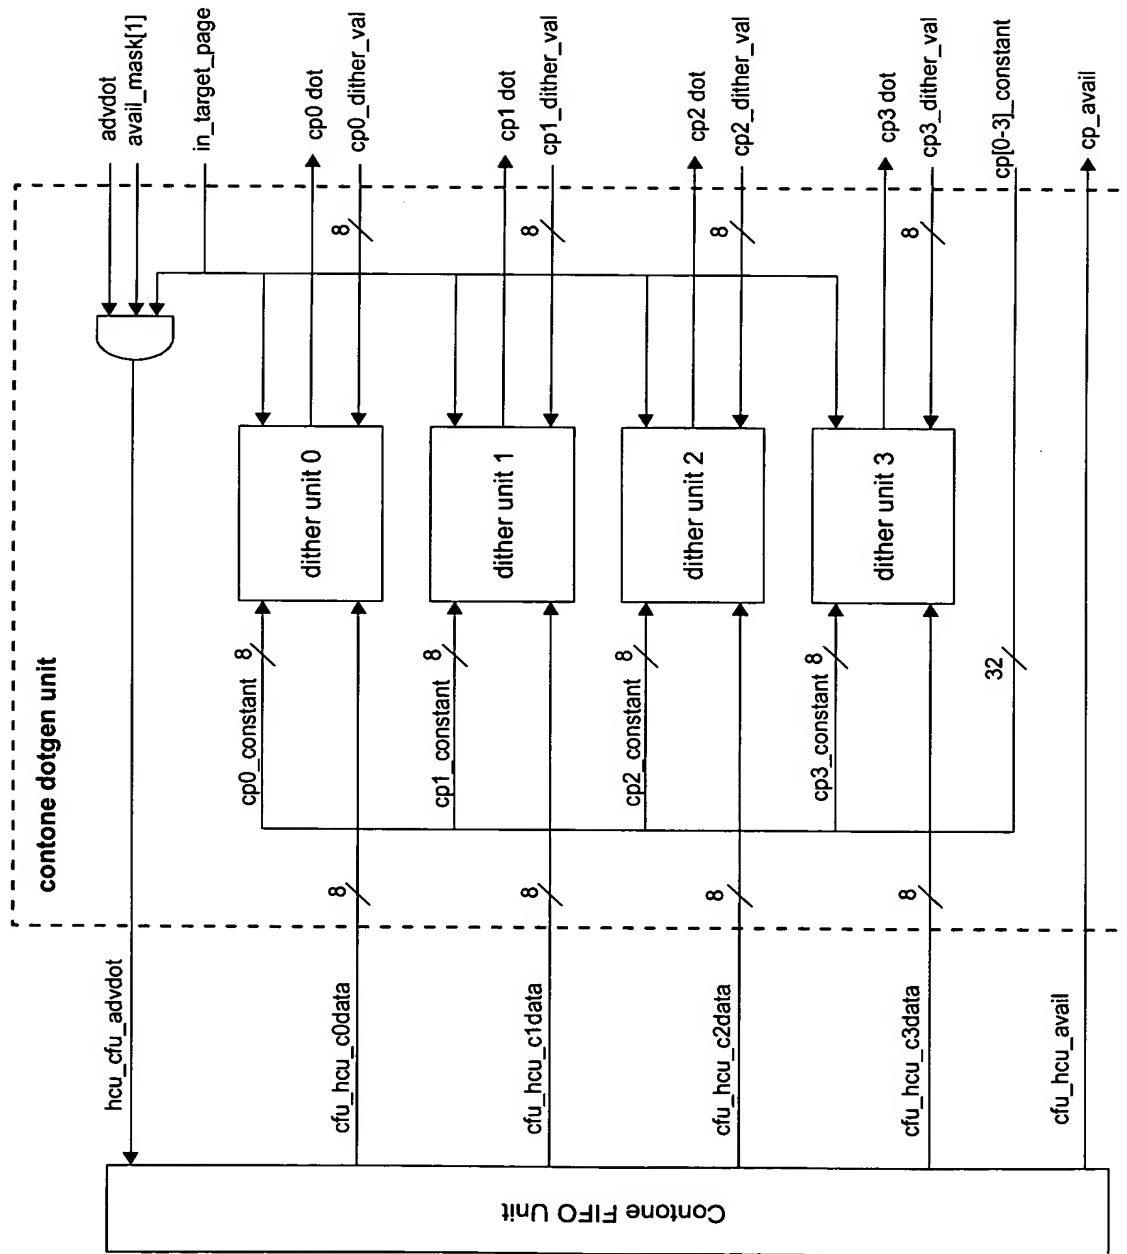 contone dotgen unit
Contone FIFO Unit
hcu_cfu_advdot
advdot
avail_mask[1]
in_target_page
cp0_constant
8
cfu_hcu_c0data
8
dither unit 0
cp0 dot
8
cp0_dither_val
cp1_constant
8
cfu_hcu_c1data
8
dither unit 1
cp1 dot
8
cp1_dither_val
cp2_constant
8
cfu_hcu_c2data
8
dither unit 2
cp2 dot
8
cp2_dither_val
cp3_constant
8
cfu_hcu_c3data
8
dither unit 3
cp3 dot
8
cp3_dither_val
32
cp[0-3]_constant
cfu_hcu_avail
cp_avail